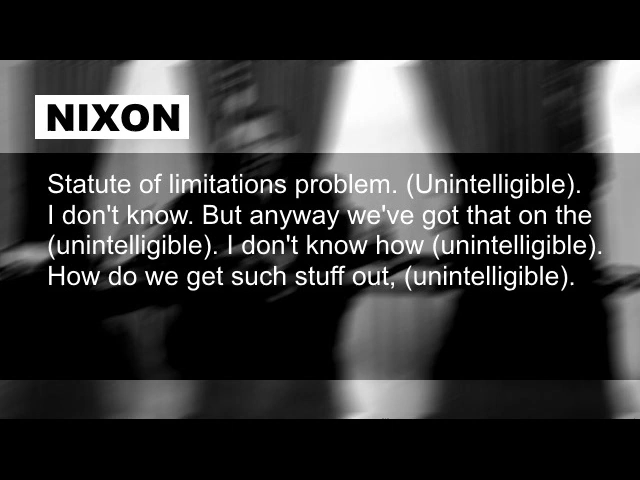 NIXON
Statute of limitations problem. (Unintelligible).
I don't know. But anyway we've got that on the
(unintelligible). I don't know how (unintelligible).
How do we get such stuff out, (unintelligible).